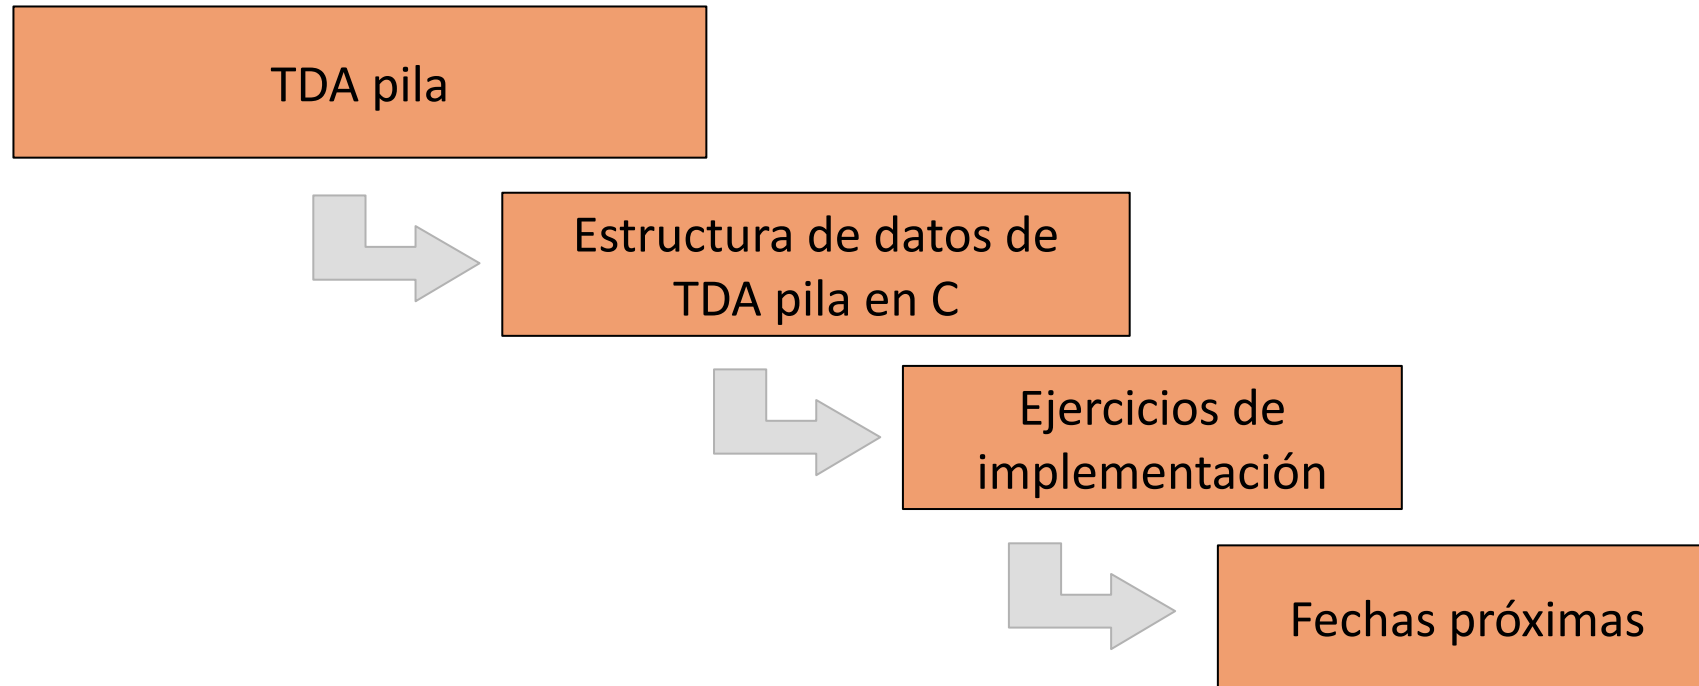 TDA pila
Estructura de datos de
TDA pila en C
Ejercicios de
implementación
Fechas próximas